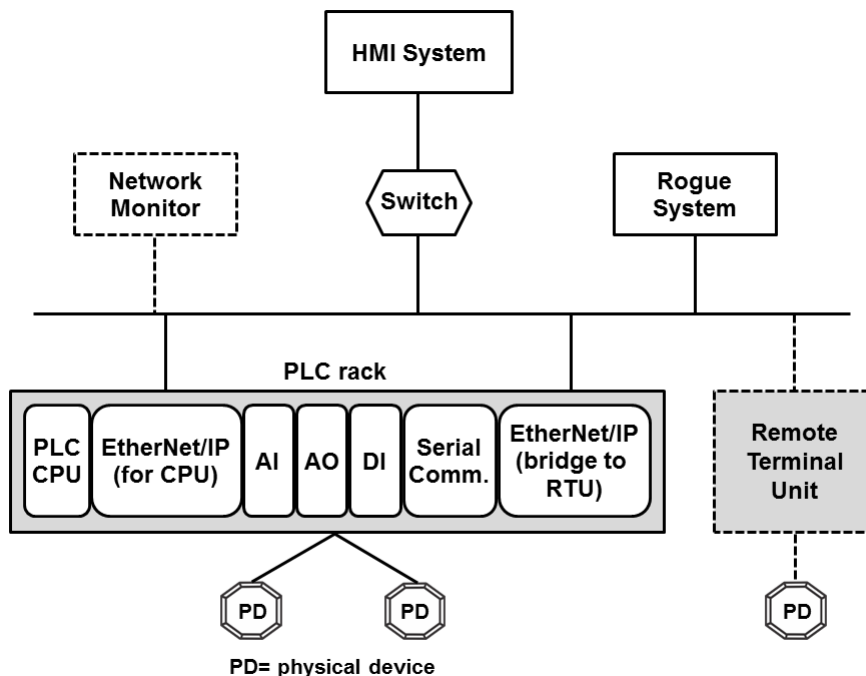 HMI System
Network
Monitor
Switch
Rogue
System
PLC rack
PLC
CPU
EtherNet/IP
(for CPU)
AI
AO
DI
Serial
Comm.
EtherNet/IP
(bridge to
RTU)
Remote
Terminal
Unit
PD
PD
PD
PD= physical device